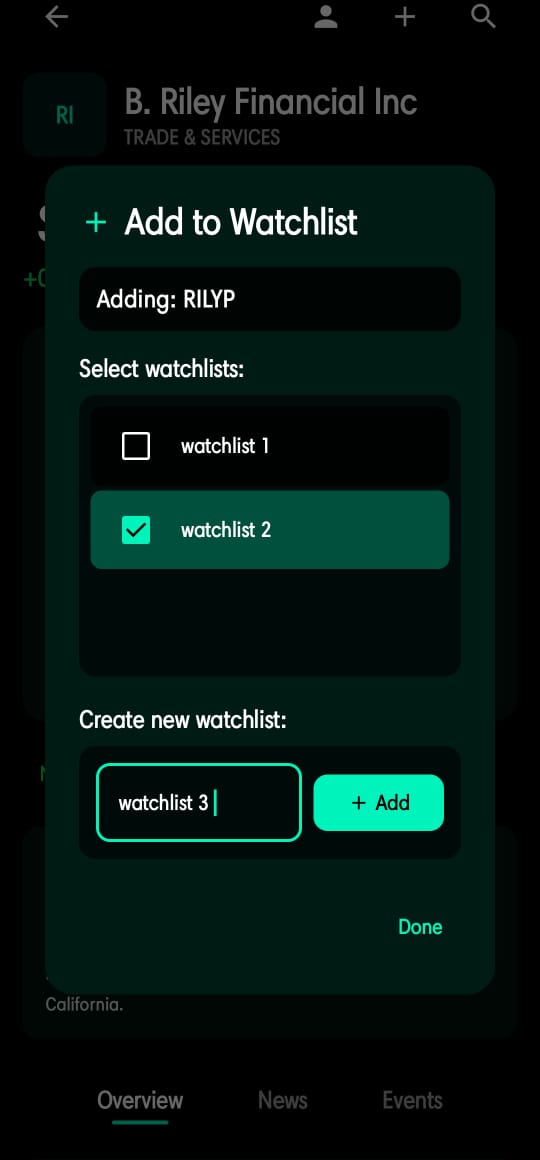 RI
B. Riley Financial Inc
TRADE & SERVICES
+ Add to Watchlist
Adding: RILYP
Select watchlists:
watchlist 1
watchlist 2
Create new watchlist:
watchlist 3
+ Add
Done
California.
Overview
News
Events